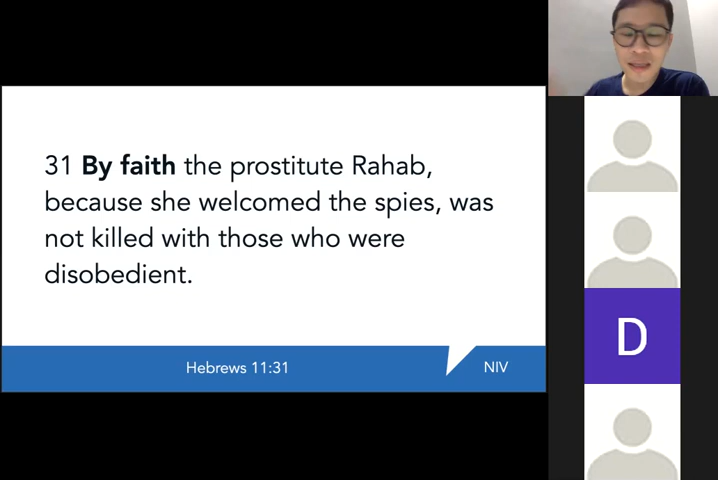 31 By faith the prostitute Rahab,
because she welcomed the spies, was
not killed with those who were
disobedient.
Hebrews 11:31
NIV
D